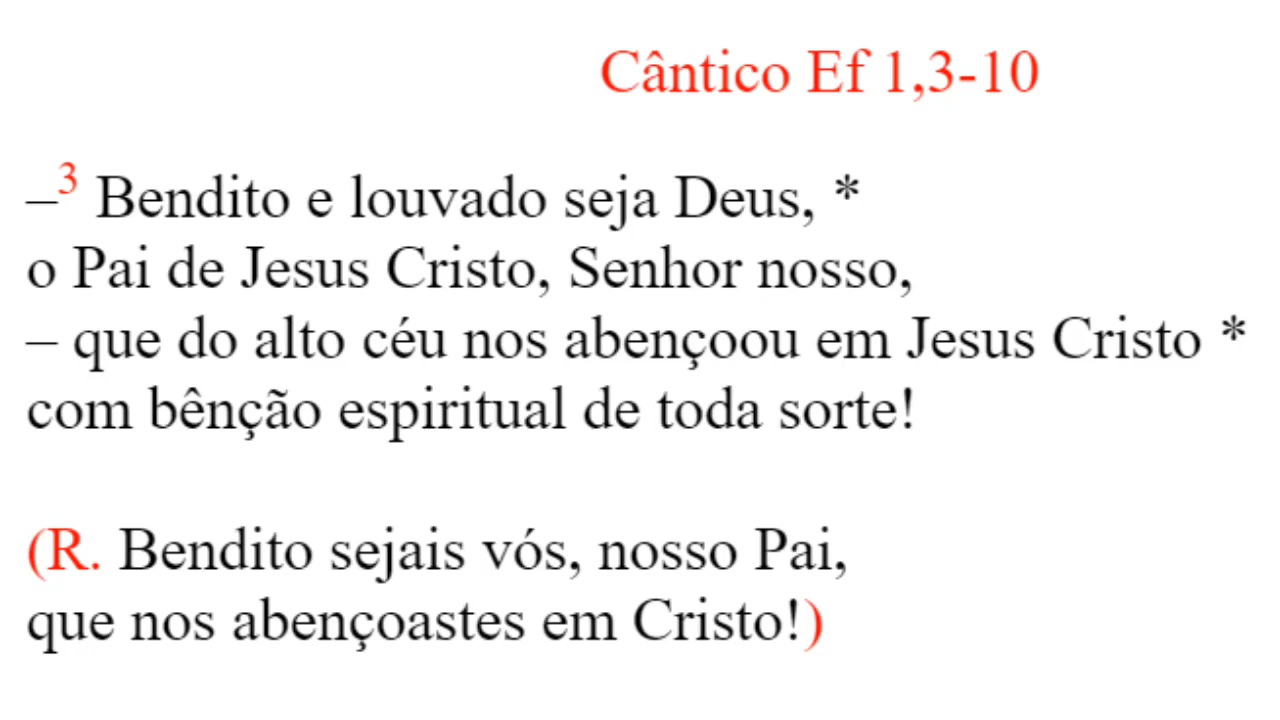 Cântico Ef 1,3-10
–3 Bendito e louvado seja Deus, *
o Pai de Jesus Cristo, Senhor nosso,
– que do alto céu nos abençoou em Jesus Cristo *
com bênção espiritual de toda sorte!
(R. Bendito sejais vós, nosso Pai,
que nos abençoastes em Cristo!)